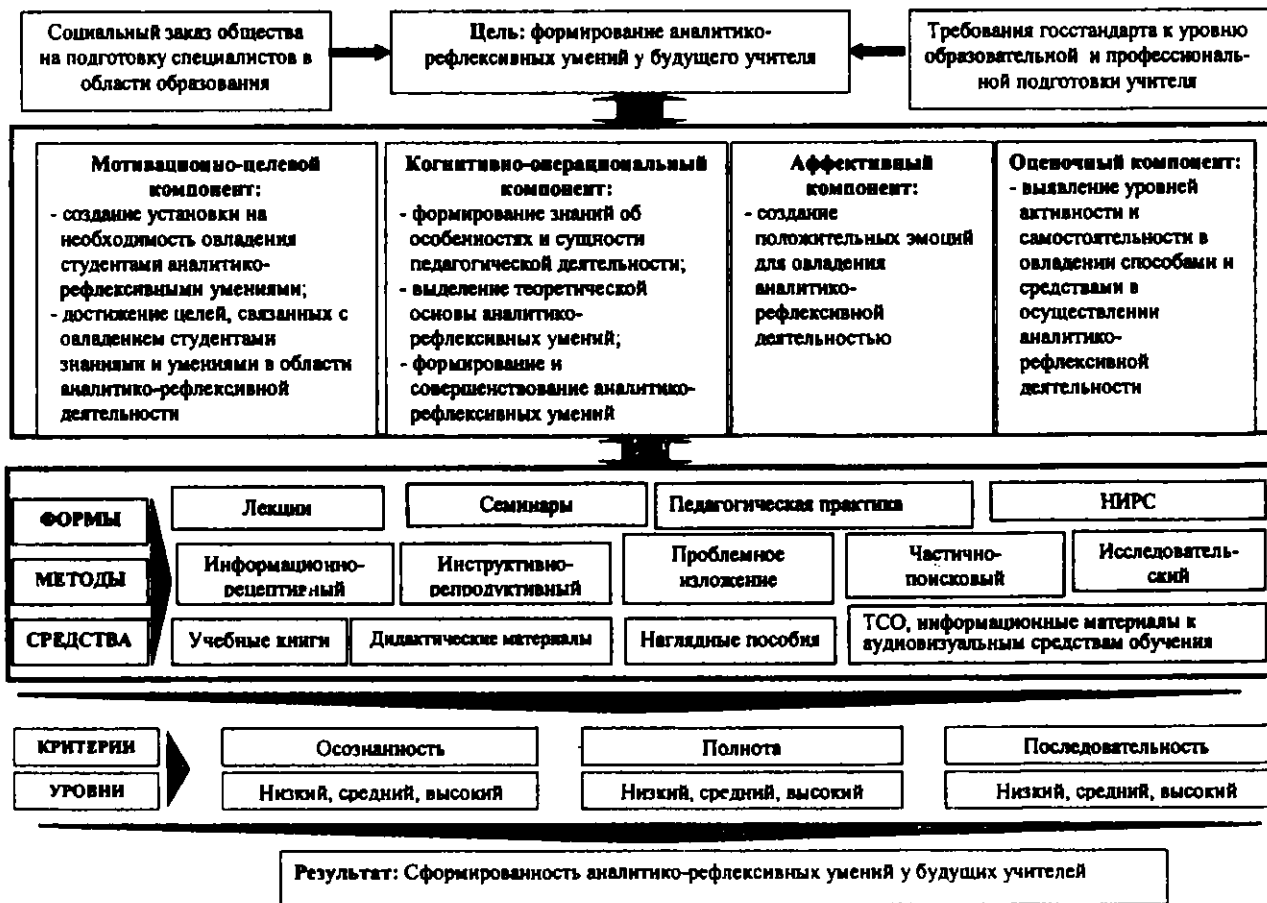 Социальный заказ общества
на подготовку специалистов в
области образования
Цель: формирование аналитико-
рефлексивных умений у будущего учителя
Требования госстандарта к уровню
образовательной и профессиональ-
ной подготовки учителя
Мотивационно-целевой
компонент:
- создание установки на
необходимость овладения
студентами аналитико-
рефлексивными умениями;
- достижение целей, связанных с
овладением студентами
знаниями и умениями в области
аналитико-рефлексивной
деятельности
Когнитивно-операциональный
компонент:
- формирование знаний об
особенностях и сущности
педагогической деятельности;
- выделение теоретической
основы аналитико-
рефлексивных умений;
- формирование и
совершенствование аналитико-
рефлексивных умений
Аффективный
компонент:
- создание
положительных эмоций
для овладения
аналитико-
рефлексивной
деятельностью
Оценочный компонент:
- выявление уровней
активности и
самостоятельности в
овладении способами и
средствами в
осуществлении
аналитико-
рефлексивной
деятельности
ФОРМЫ
Лекции
Семинары
Педагогическая практика
НИРС
МЕТОДЫ
Информационно-
рецептивный
Инструктивно-
репродуктивный
Проблемное
изложение
Частично-
поисковый
Исследователь-
ский
СРЕДСТВА
Учебные книги
Дидактические материалы
Наглядные пособия
ТСО, информационные материалы к
аудиовизуальным средствам обучения
КРИТЕРИИ
Осознанность
Полнота
Последовательность
УРОВНИ
Низкий, средний, высокий
Низкий, средний, высокий
Низкий, средний, высокий
Результат: Сформированность аналитико-рефлексивных умений у будущих учителей